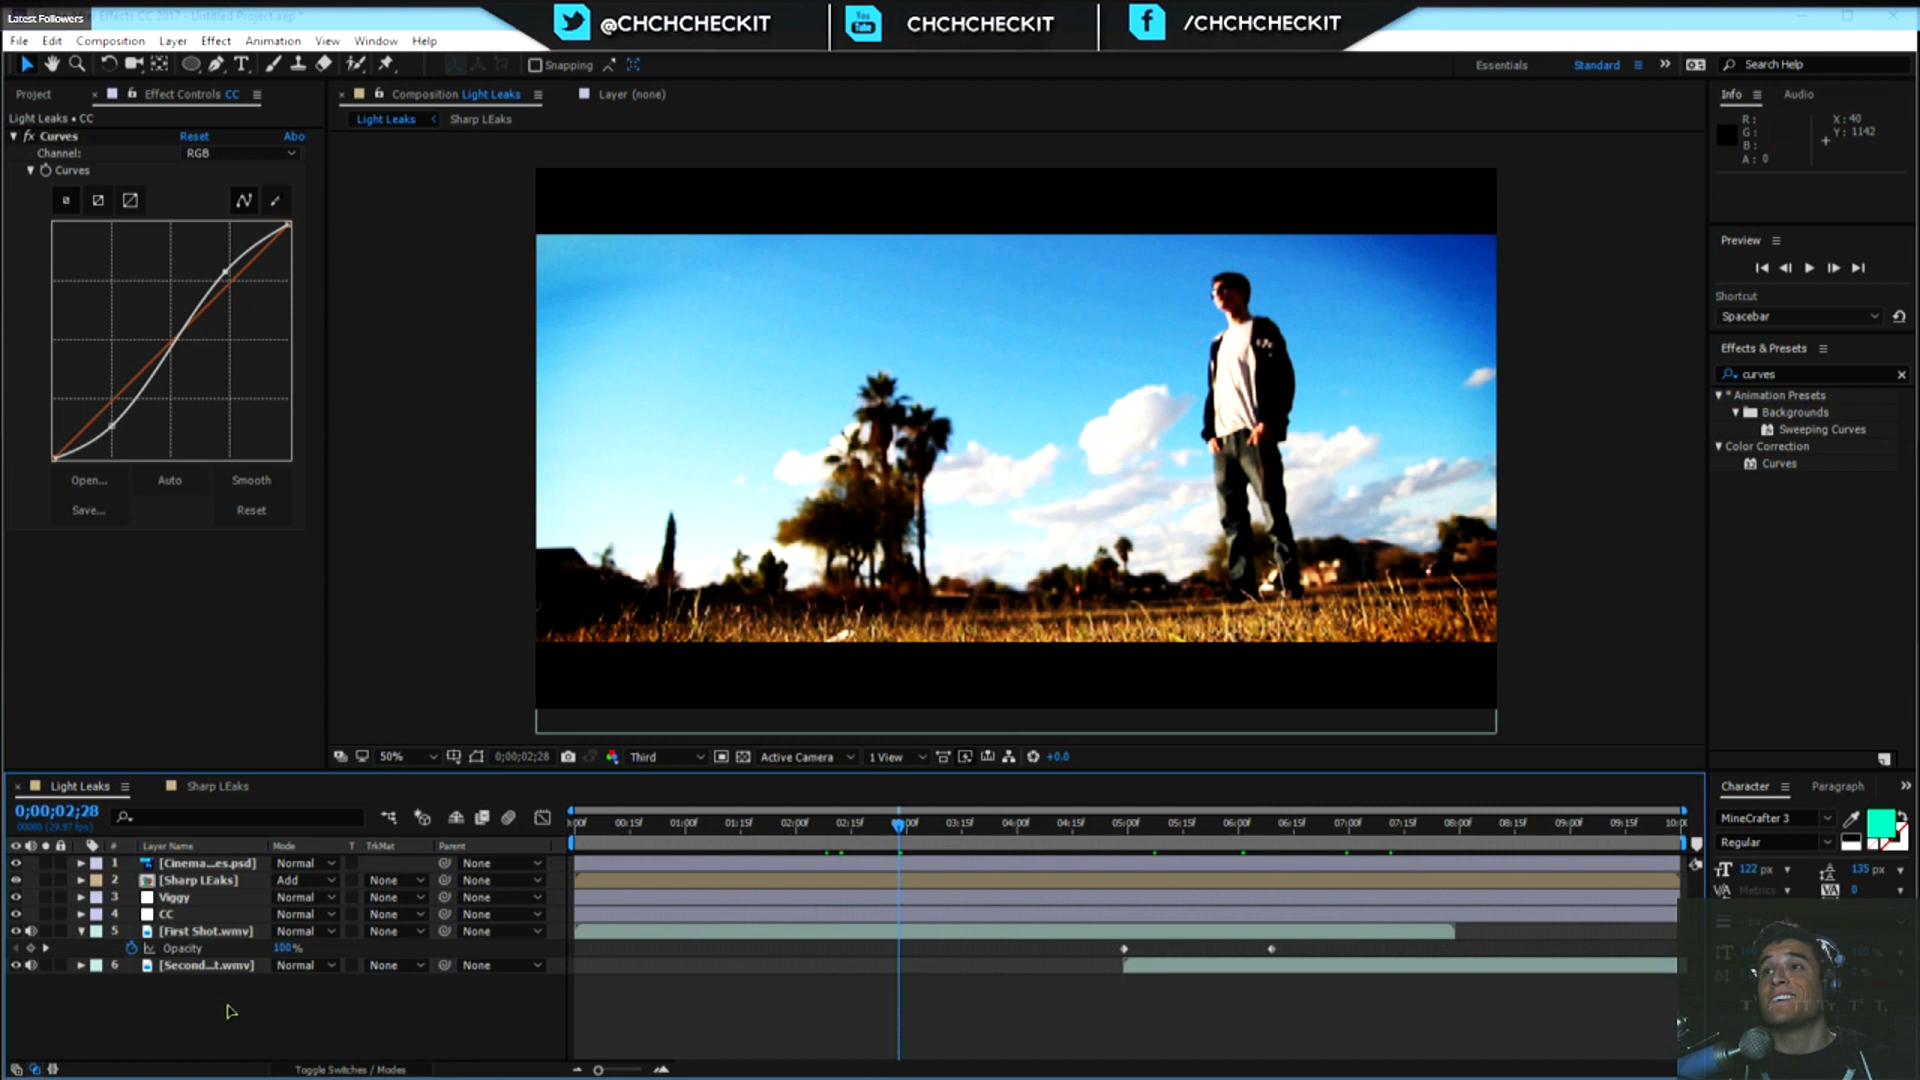 Latest Followers
After Effects CC 2017 - Untitled Project.aep *
@CHCHCHECKIT
You Tube
CHCHCHECKIT
/CHCHCHECKIT
File Edit Composition Layer Effect Animation View Window Help
Snapping
Essentials Standard
Search Help
Project
Effect Controls CC
Composition Light Leaks
Layer (none)
Info Audio
Light Leaks • CC
Light Leaks
Sharp LEaks
fx Curves Reset Abo
Channel: RGB
Curves
R:
G:
B:
A: 0
X: 40
Y: 1142
Open... Auto Smooth
Save... Reset
Preview
Shortcut
Spacebar
Effects & Presets
curves
* Animation Presets
Backgrounds
Sweeping Curves
Color Correction
Curves
50%
0;00;02;28
Third
Active Camera
1 View
+0.0
Light Leaks
Sharp LEaks
0;00;02;28
00088 (29.97 fps)
:00f 00:15f 01:00f 01:15f 02:00f 02:15f 03:15f 04:00f 04:15f 05:00f 05:15f 06:00f 06:15f 07:00f 07:15f 08:00f 08:15f 09:00f 09:15f 10:00
# Layer Name Mode T TrkMat Parent
1 [Cinema...es.psd] Normal None
2 [Sharp LEaks] Add None None
3 Viggy Normal None None
4 CC Normal None None
5 [First Shot.wmv] Normal None None
Opacity 100%
6 [Second...t.wmv] Normal None None
Toggle Switches / Modes
Character Paragraph
MineCrafter 3
Regular
122 px
135 px
Metrics
0